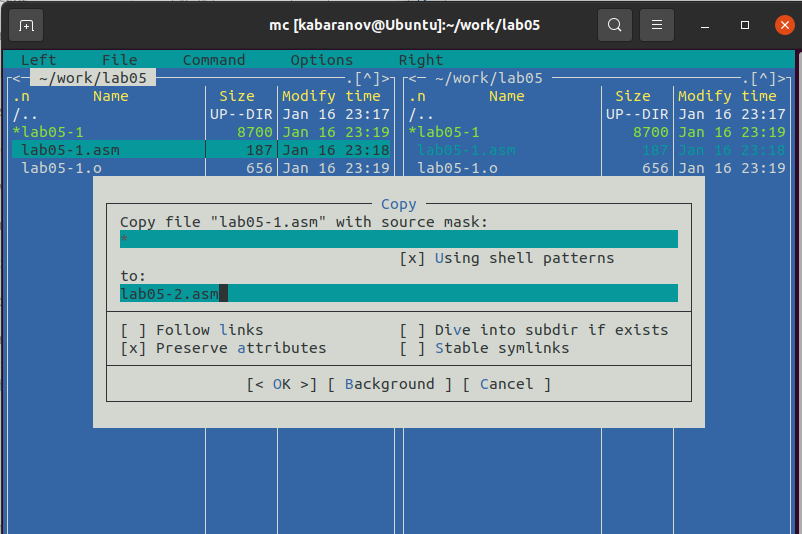 mc [kabaranov@Ubuntu]:~/work/lab05
Left File Command Options Right
<─ ~/work/lab05 .[^]> <─ ~/work/lab05 .[^]>
.n Name Size Modify time .n Name Size Modify time
/.. UP--DIR Jan 16 23:17 /.. UP--DIR Jan 16 23:17
*lab05-1 8700 Jan 16 23:19 *lab05-1 8700 Jan 16 23:19
lab05-1.asm 187 Jan 16 23:18 lab05-1.asm 187 Jan 16 23:18
lab05-1.o 656 Jan 16 23:19 lab05-1.o 656 Jan 16 23:19
Copy
Copy file "lab05-1.asm" with source mask:
*
[x] Using shell patterns
to:
lab05-2.asm
[ ] Follow links [ ] Dive into subdir if exists
[x] Preserve attributes [ ] Stable symlinks
[< OK >] [ Background ] [ Cancel ]